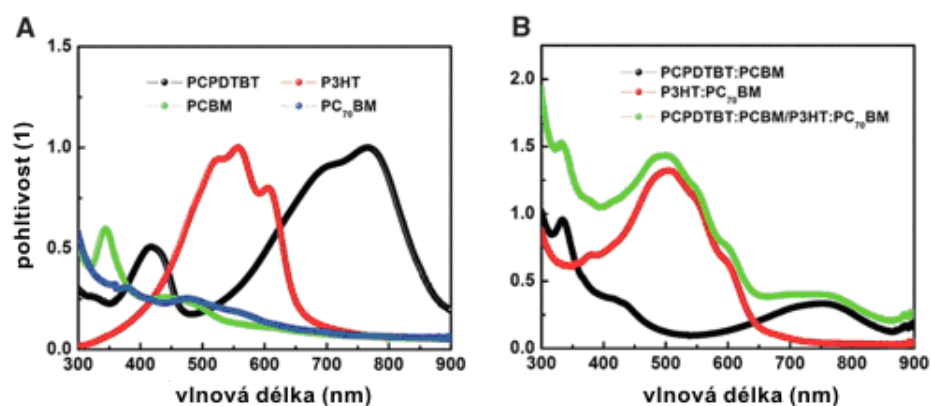 A
1.5
1.0
0.5
0.0
pohltivost (1)
PCPDTBT
P3HT
PCBM
PC₇₀BM
300 400 500 600 700 800 900
vlnová délka (nm)
B
2.0
1.5
1.0
0.5
0.0
PCPDTBT:PCBM
P3HT:PC₇₀BM
PCPDTBT:PCBM/P3HT:PC₇₀BM
300 400 500 600 700 800 900
vlnová délka (nm)